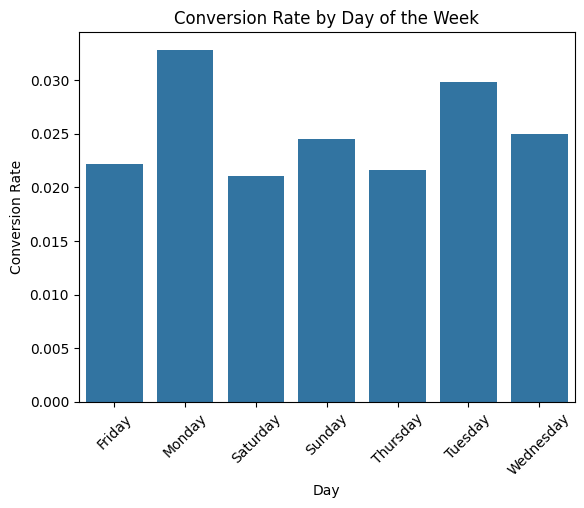 Conversion Rate by Day of the Week
Conversion Rate
0.030
0.025
0.020
0.015
0.010
0.005
0.000
Friday
Monday
Saturday
Sunday
Thursday
Tuesday
Wednesday
Day